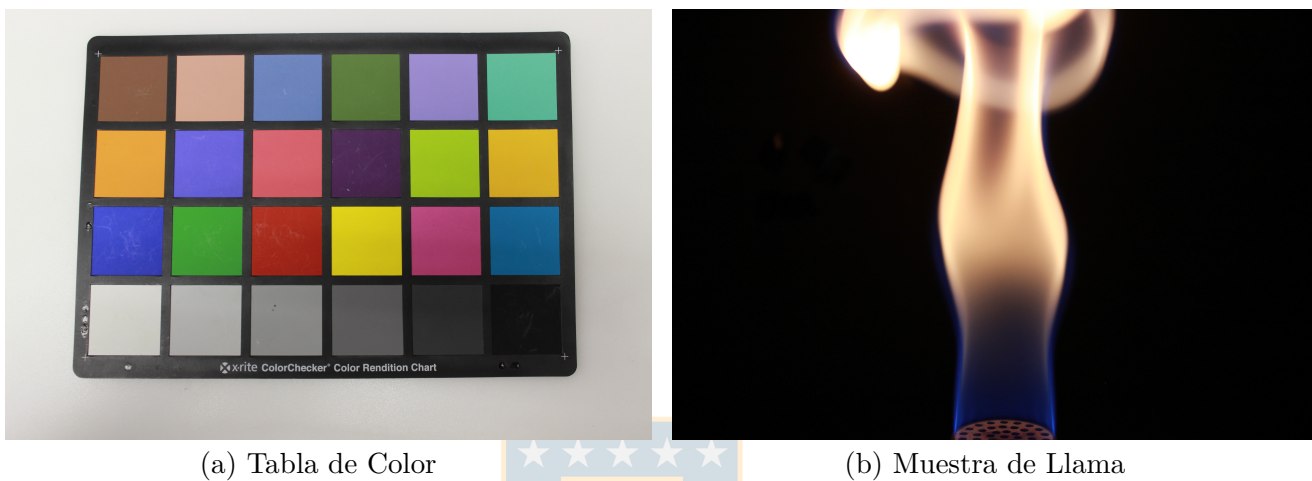 x-rite ColorChecker® Color Rendition Chart
(a) Tabla de Color
(b) Muestra de Llama